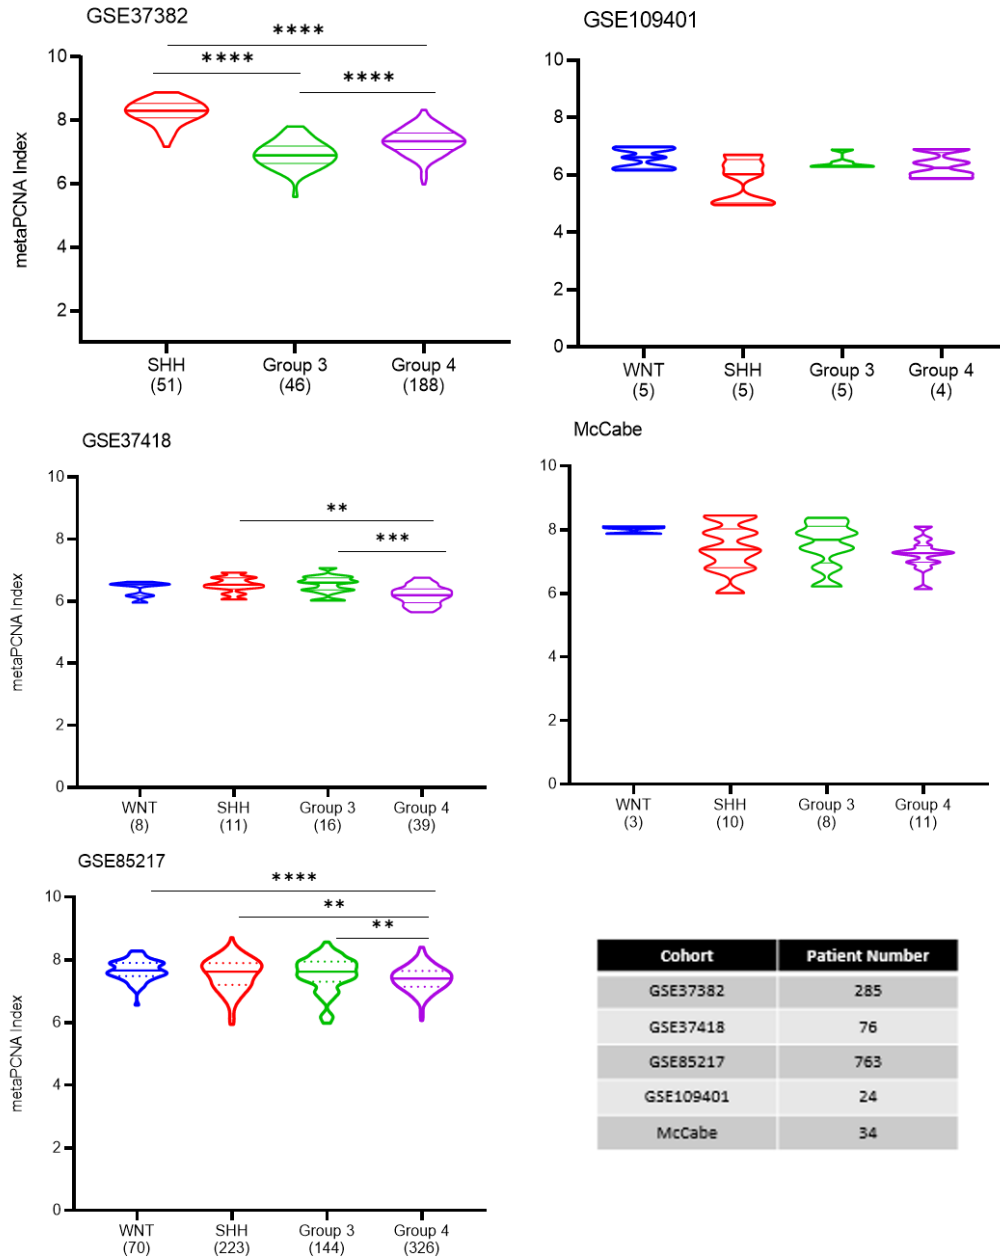 GSE37382
****
****
****
10
8
6
4
2
metaPCNA Index
SHH
(51)
Group 3
(46)
Group 4
(188)
GSE109401
10
8
6
4
2
0
WNT
(5)
SHH
(5)
Group 3
(5)
Group 4
(4)
GSE37418
**
***
10
8
6
4
2
0
metaPCNA Index
WNT
(8)
SHH
(11)
Group 3
(16)
Group 4
(39)
McCabe
10
8
6
4
2
0
WNT
(3)
SHH
(10)
Group 3
(8)
Group 4
(11)
GSE85217
****
**
**
10
8
6
4
2
0
metaPCNA Index
WNT
(70)
SHH
(223)
Group 3
(144)
Group 4
(326)
Cohort Patient Number
GSE37382 285
GSE37418 76
GSE85217 763
GSE109401 24
McCabe 34